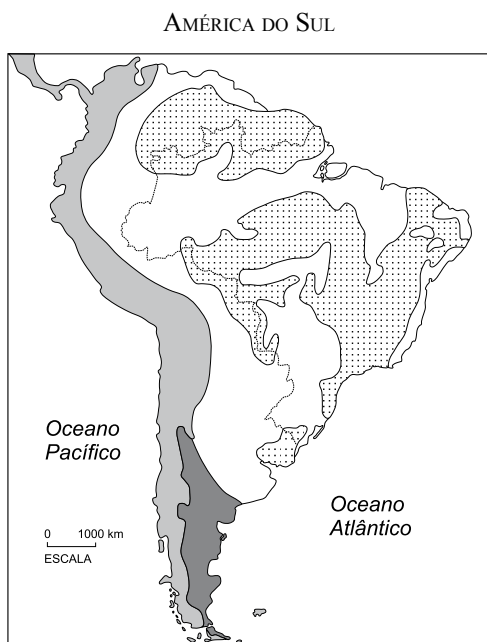 AMÉRICA DO SUL
Oceano
Pacífico
Oceano
Atlântico
0 1000 km
ESCALA